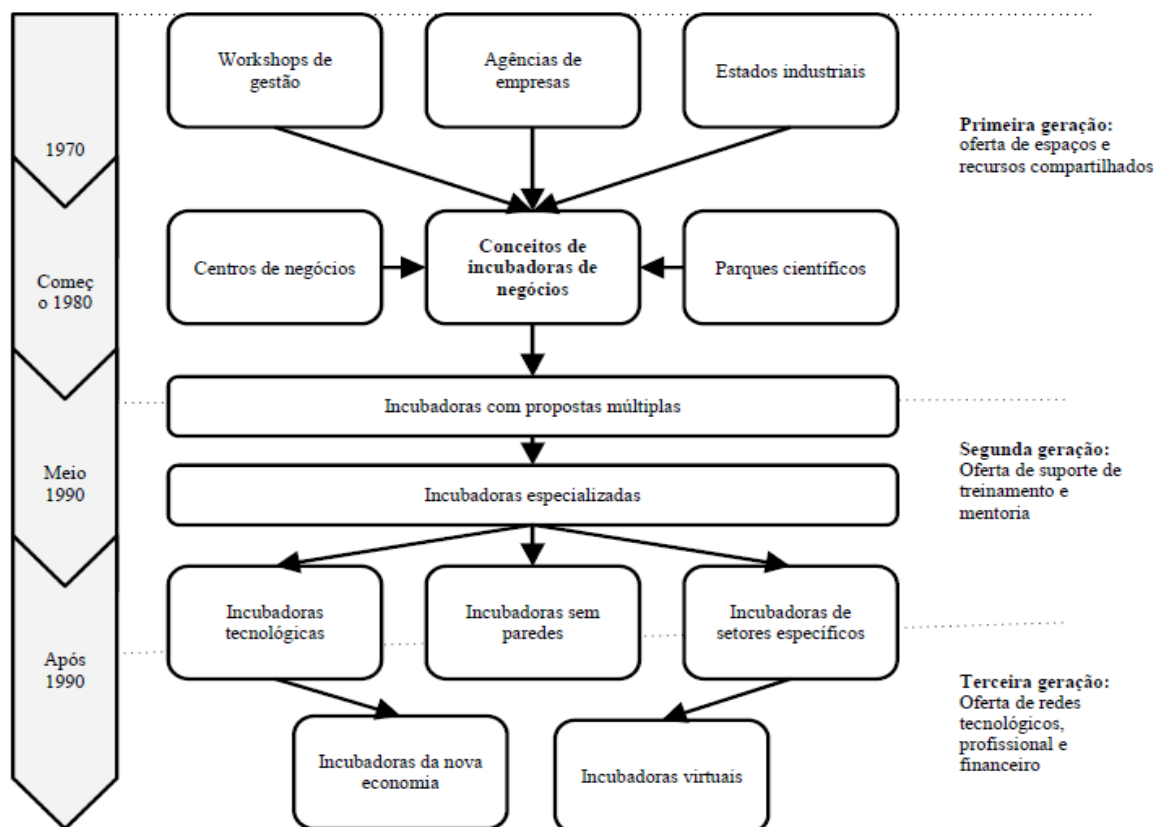 Workshops de
gestão
Agências de
empresas
Estados industriais
1970
Primeira geração:
oferta de espaços e
recursos compartilhados
Começ
o 1980
Centros de negócios
Conceitos de
incubadoras de
negócios
Parques científicos
Incubadoras com propostas múltiplas
Meio
1990
Incubadoras especializadas
Segunda geração:
Oferta de suporte de
treinamento e
mentoria
Após
1990
Incubadoras
tecnológicas
Incubadoras sem
paredes
Incubadoras de
setores específicos
Terceira geração:
Oferta de redes
tecnológicos,
profissional e
financeiro
Incubadoras da nova
economia
Incubadoras virtuais